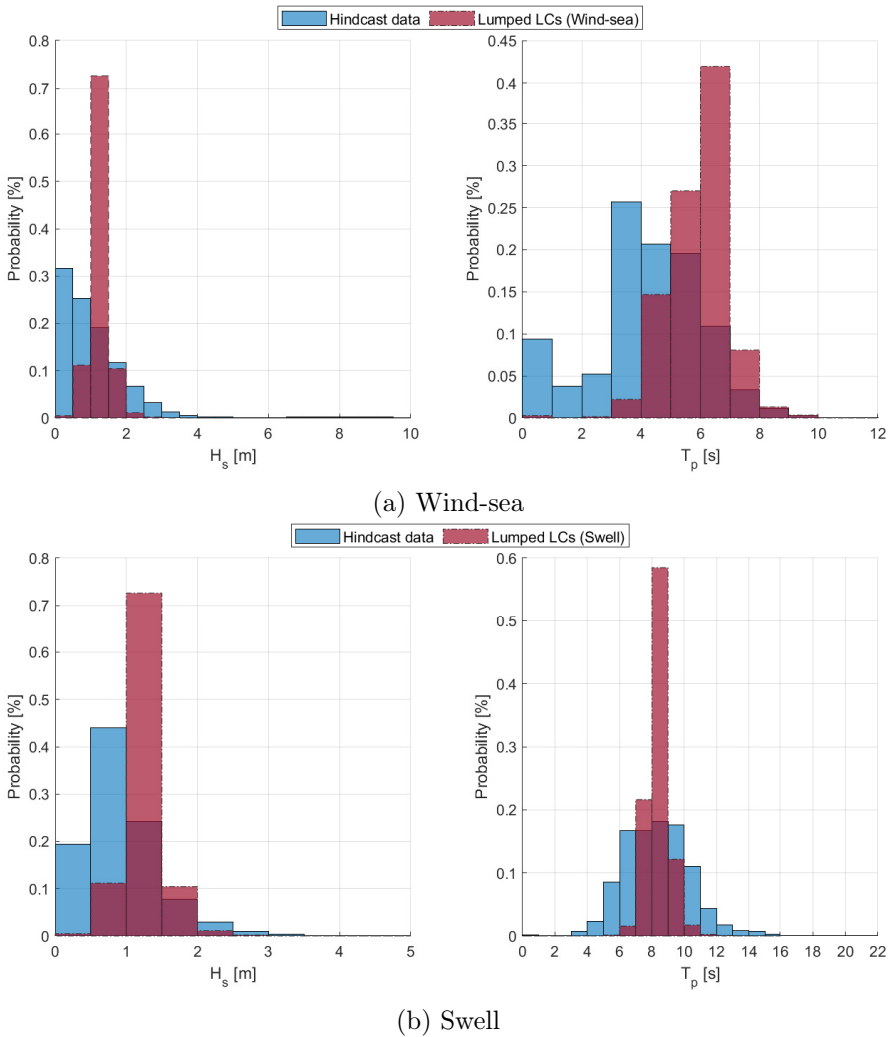 Hindcast data Lumped LCs (Wind-sea)
Probability [%]
0.8
0.7
0.6
0.5
0.4
0.3
0.2
0.1
0
0 2 4 6 8 10
H_s [m]
Probability [%]
0.45
0.4
0.35
0.3
0.25
0.2
0.15
0.1
0.05
0
0 2 4 6 8 10 12
T_p [s]
(a) Wind-sea
Hindcast data Lumped LCs (Swell)
Probability [%]
0.8
0.7
0.6
0.5
0.4
0.3
0.2
0.1
0
0 1 2 3 4 5
H_s [m]
Probability [%]
0.6
0.5
0.4
0.3
0.2
0.1
0
0 2 4 6 8 10 12 14 16 18 20 22
T_p [s]
(b) Swell